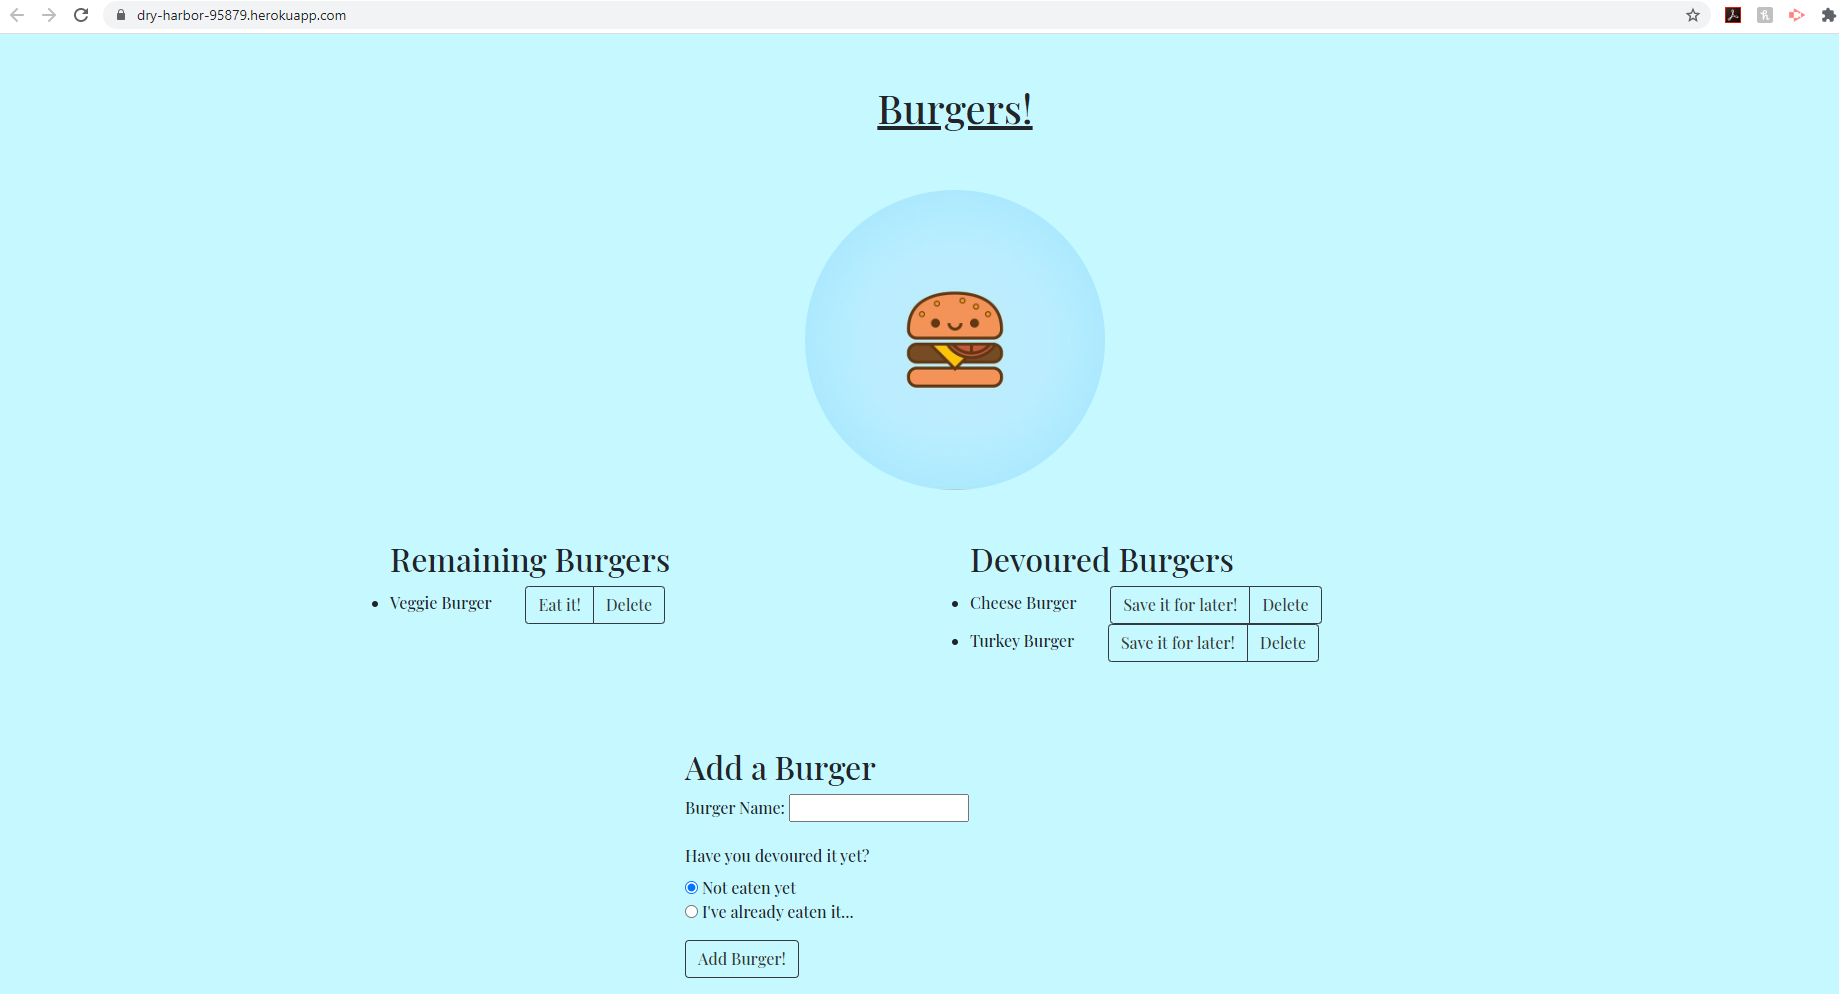 dry-harbor-95879.herokuapp.com
Burgers!
Remaining Burgers
Veggie Burger Eat it! Delete
Devoured Burgers
Cheese Burger Save it for later! Delete
Turkey Burger Save it for later! Delete
Add a Burger
Burger Name:
Have you devoured it yet?
Not eaten yet
I've already eaten it...
Add Burger!